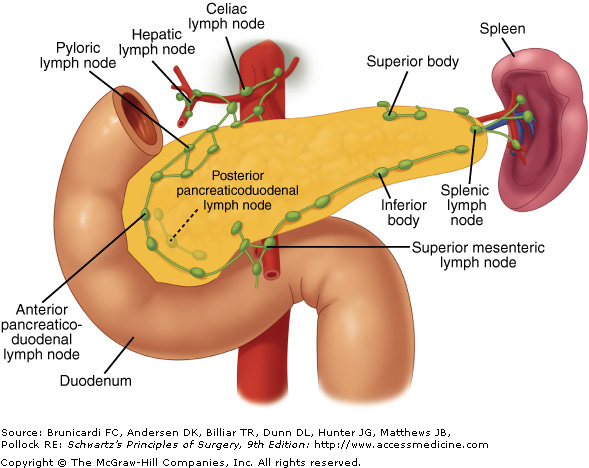 Celiac
lymph node
Hepatic
lymph node
Pyloric
lymph node
Spleen
Superior body
Posterior
pancreaticoduodenal
lymph node
Inferior
body
Splenic
lymph
node
Superior mesenteric
lymph node
Anterior
pancreatico-
duodenal
lymph node
Duodenum
Source: Brunicardi FC, Andersen DK, Billiar TR, Dunn DL, Hunter JG, Matthews JB,
Pollock RE: Schwartz's Principles of Surgery, 9th Edition: http://www.accessmedicine.com
Copyright © The McGraw-Hill Companies, Inc. All rights reserved.